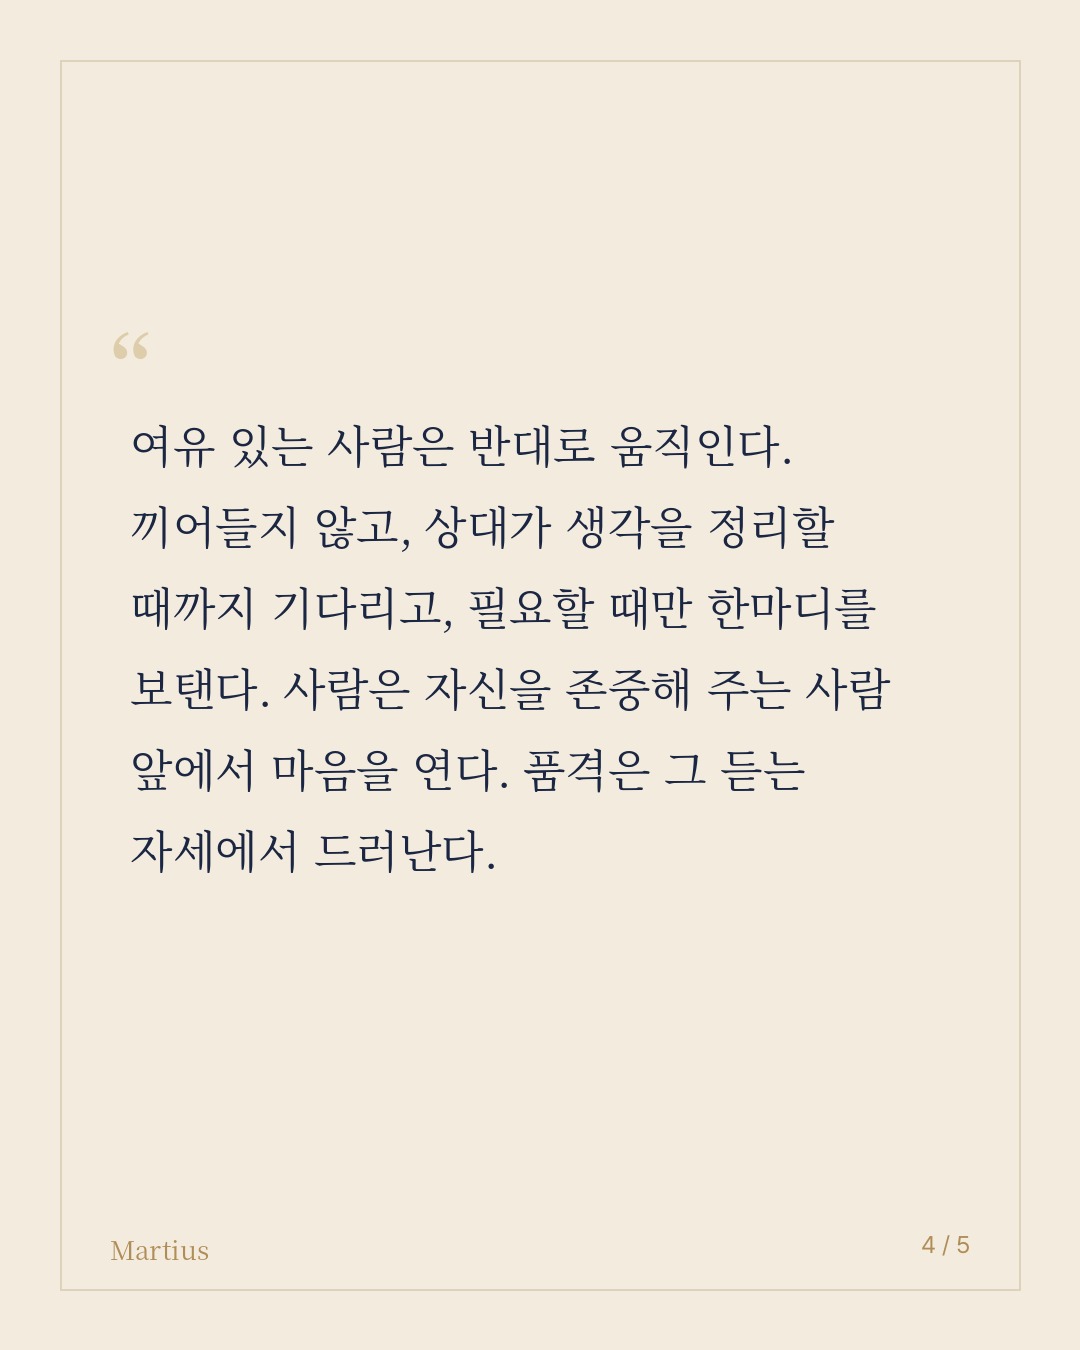 “
여유 있는 사람은 반대로 움직인다.
끼어들지 않고, 상대가 생각을 정리할
때까지 기다리고, 필요할 때만 한마디를
보탠다. 사람은 자신을 존중해 주는 사람
앞에서 마음을 연다. 품격은 그 듣는
자세에서 드러난다.
Martius
4 / 5